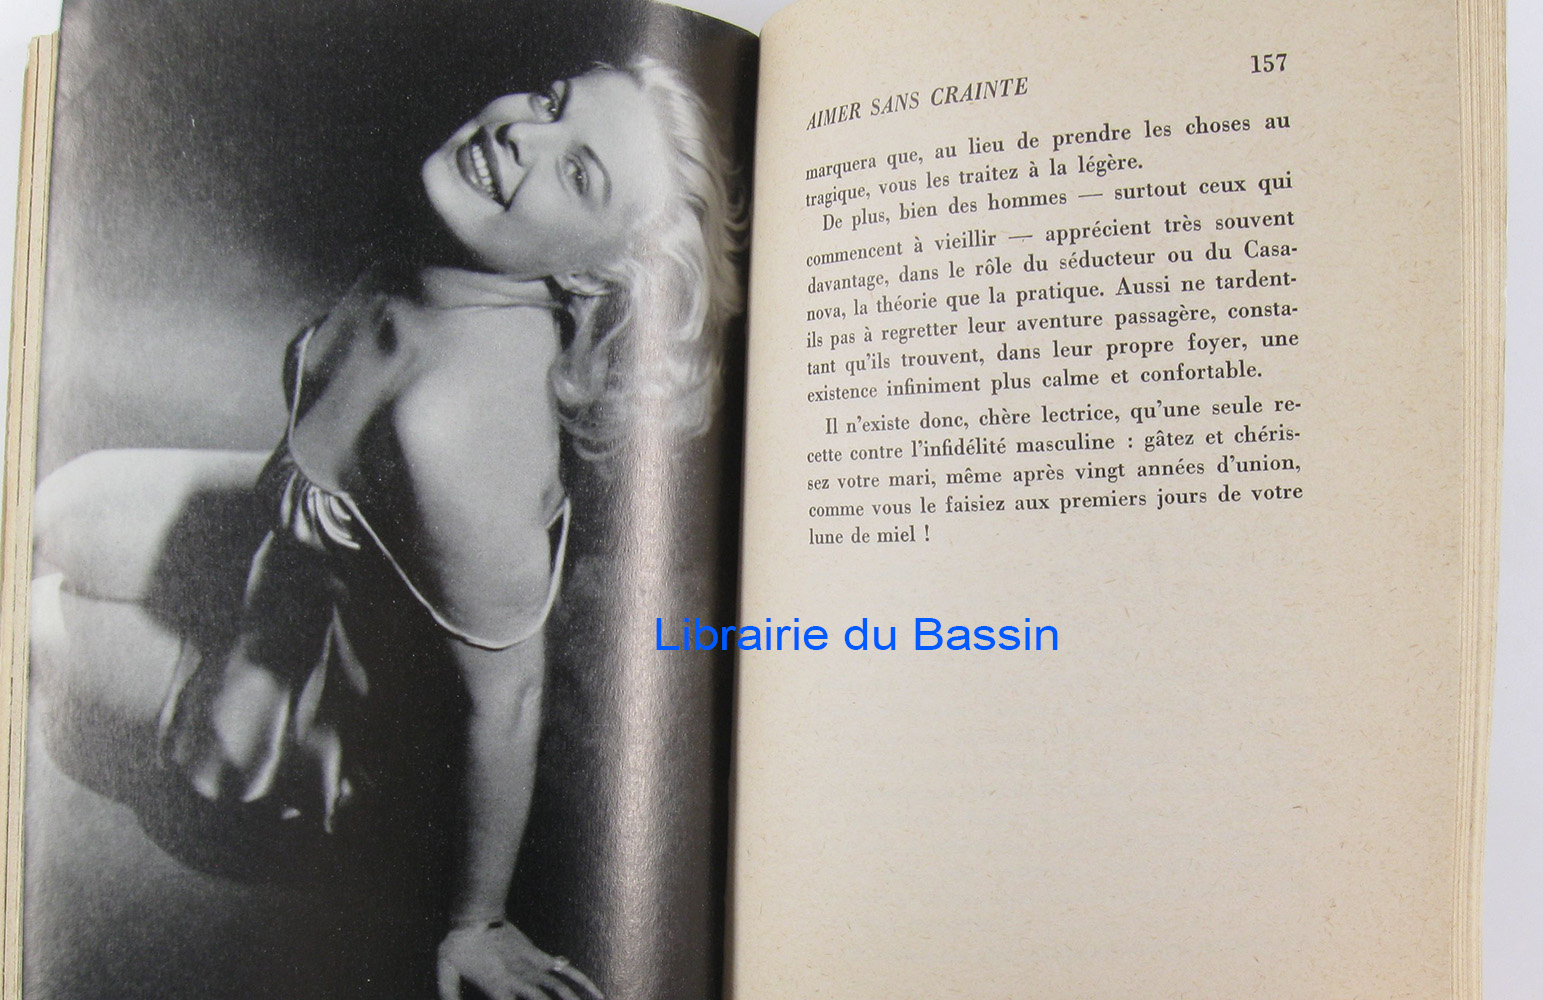 157
AIMER SANS CRAINTE
marquera que, au lieu de prendre les choses au
tragique, vous les traitez à la légère.
De plus, bien des hommes — surtout ceux qui
commencent à vieillir — apprécient très souvent
davantage, dans le rôle du séducteur ou du Casa-
nova, la théorie que la pratique. Aussi ne tardent-
ils pas à regretter leur aventure passagère, consta-
tant qu'ils trouvent, dans leur propre foyer, une
existence infiniment plus calme et confortable.
Il n'existe donc, chère lectrice, qu'une seule re-
cette contre l'infidélité masculine : gâtez et chéris-
sez votre mari, même après vingt années d'union,
comme vous le faisiez aux premiers jours de votre
lune de miel !
Librairie du Bassin